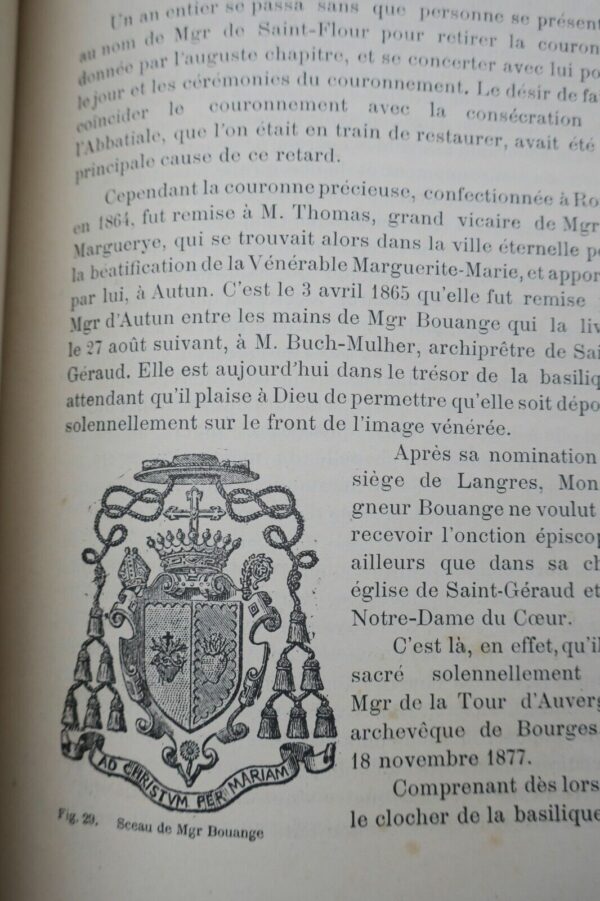 Un an entier se passa sans que personne se présent
au nom de Mgr de Saint-Flour pour retirer la couron
donnée par l'auguste chapitre, et se concerter avec lui po
le jour et les cérémonies du couronnement. Le désir de fa
coïncider le couronnement avec la consécration
l'Abbatiale, que l'on était en train de restaurer, avait été
principale cause de ce retard.
Cependant la couronne précieuse, confectionnée à Ro
en 1864, fut remise à M. Thomas, grand vicaire de Mgr
Marguerye, qui se trouvait alors dans la ville éternelle po
la béatification de la Vénérable Marguerite-Marie, et appor
par lui, à Autun. C'est le 3 avril 1865 qu'elle fut remise
Mgr d'Autun entre les mains de Mgr Bouange qui la liv
le 27 août suivant, à M. Buch-Mulher, archiprêtre de Sai
Géraud. Elle est aujourd'hui dans le trésor de la basiliq
attendant qu'il plaise à Dieu de permettre qu'elle soit dépo
solennellement sur le front de l'image vénérée.
Après sa nomination
siège de Langres, Mon
gneur Bouange ne voulut
recevoir l'onction épiscop
ailleurs que dans sa ch
église de Saint-Géraud et
Notre-Dame du Cœur.
C'est là, en effet, qu'il
sacré solennellement
Mgr de la Tour d'Auverg
archevêque de Bourges
18 novembre 1877.
Comprenant dès lors
le clocher de la basilique
AD CHRISTVM PER MARIAM
Fig. 29. Sceau de Mgr Bouange